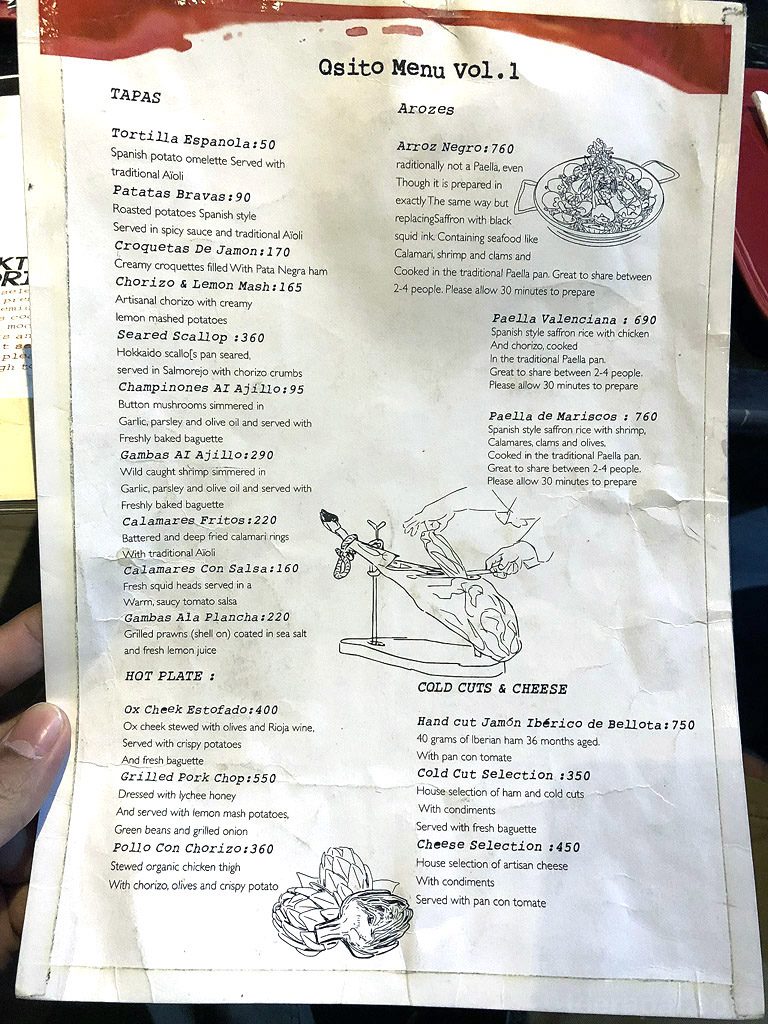 Osito Menu Vol.1
TAPAS
Tortilla Espanola:50
Spanish potato omelette Served with
traditional Aïoli
Patatas Bravas:90
Roasted potatoes Spanish style
Served in spicy sauce and traditional Aïoli
Croquetas De Jamon:170
Creamy croquettes filled With Pata Negra ham
Chorizo & Lemon Mash:165
Artisanal chorizo with creamy
lemon mashed potatoes
Seared Scallop :360
Hokkaido scallo[s pan seared,
served in Salmorejo with chorizo crumbs
Champinones AI Ajillo:95
Button mushrooms simmered in
Garlic, parsley and olive oil and served with
Freshly baked baguette
Gambas AI Ajillo:290
Wild caught shrimp simmered in
Garlic, parsley and olive oil and served with
Freshly baked baguette
Calamares Fritos:220
Battered and deep fried calamari rings
With traditional Aïoli
Calamares Con Salsa:160
Fresh squid heads served in a
Warm, saucy tomato salsa
Gambas Ala Plancha:220
Grilled prawns (shell on) coated in sea salt
and fresh lemon juice
HOT PLATE :
Ox Cheek Estofado:400
Ox cheek stewed with olives and Rioja wine,
Served with crispy potatoes
And fresh baguette
Grilled Pork Chop:550
Dressed with lychee honey
And served with lemon mash potatoes,
Green beans and grilled onion
Pollo Con Chorizo:360
Stewed organic chicken thigh
With chorizo, olives and crispy potato
Arozes
Arroz Negro:760
raditionally not a Paella, even
Though it is prepared in
exactly The same way but
replacingSaffron with black
squid ink. Containing seafood like
Calamari, shrimp and clams and
Cooked in the traditional Paella pan. Great to share between
2-4 people. Please allow 30 minutes to prepare
Paella Valenciana : 690
Spanish style saffron rice with chicken
And chorizo, cooked
In the traditional Paella pan.
Great to share between 2-4 people.
Please allow 30 minutes to prepare
Paella de Mariscos : 760
Spanish style saffron rice with shrimp,
Calamares, clams and olives,
Cooked in the traditional Paella pan.
Great to share between 2-4 people.
Please allow 30 minutes to prepare
COLD CUTS & CHEESE
Hand cut Jamón Ibérico de Bellota:750
40 grams of Iberian ham 36 months aged.
With pan con tomate
Cold Cut Selection :350
House selection of ham and cold cuts
With condiments
Served with fresh baguette
Cheese Selection :450
House selection of artisan cheese
With condiments
Served with pan con tomate